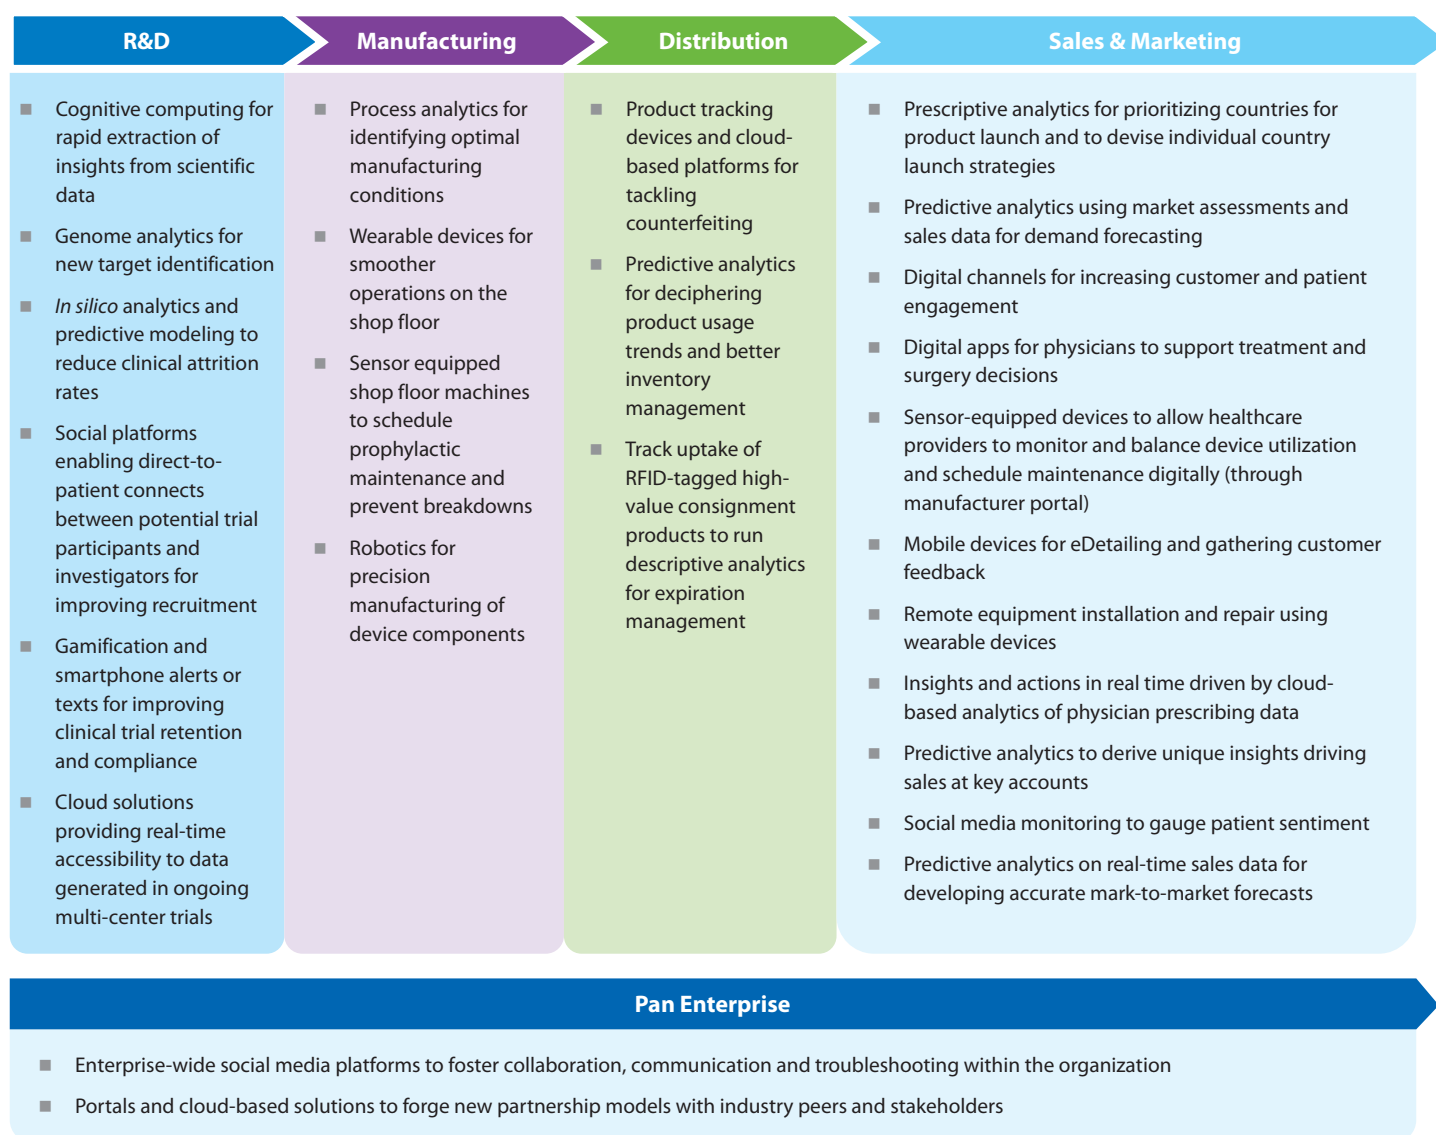 R&D
Manufacturing
Distribution
Sales & Marketing
■ Cognitive computing for
rapid extraction of
insights from scientific
data
■ Genome analytics for
new target identification
■ In silico analytics and
predictive modeling to
reduce clinical attrition
rates
■ Social platforms
enabling direct-to-
patient connects
between potential trial
participants and
investigators for
improving recruitment
■ Gamification and
smartphone alerts or
texts for improving
clinical trial retention
and compliance
■ Cloud solutions
providing real-time
accessibility to data
generated in ongoing
multi-center trials
■ Process analytics for
identifying optimal
manufacturing
conditions
■ Wearable devices for
smoother
operations on the
shop floor
■ Sensor equipped
shop floor machines
to schedule
prophylactic
maintenance and
prevent breakdowns
■ Robotics for
precision
manufacturing of
device components
■ Product tracking
devices and cloud-
based platforms for
tackling
counterfeiting
■ Predictive analytics
for deciphering
product usage
trends and better
inventory
management
■ Track uptake of
RFID-tagged high-
value consignment
products to run
descriptive analytics
for expiration
management
■ Prescriptive analytics for prioritizing countries for
product launch and to devise individual country
launch strategies
■ Predictive analytics using market assessments and
sales data for demand forecasting
■ Digital channels for increasing customer and patient
engagement
■ Digital apps for physicians to support treatment and
surgery decisions
■ Sensor-equipped devices to allow healthcare
providers to monitor and balance device utilization
and schedule maintenance digitally (through
manufacturer portal)
■ Mobile devices for eDetailing and gathering customer
feedback
■ Remote equipment installation and repair using
wearable devices
■ Insights and actions in real time driven by cloud-
based analytics of physician prescribing data
■ Predictive analytics to derive unique insights driving
sales at key accounts
■ Social media monitoring to gauge patient sentiment
■ Predictive analytics on real-time sales data for
developing accurate mark-to-market forecasts
Pan Enterprise
■ Enterprise-wide social media platforms to foster collaboration, communication and troubleshooting within the organization
■ Portals and cloud-based solutions to forge new partnership models with industry peers and stakeholders